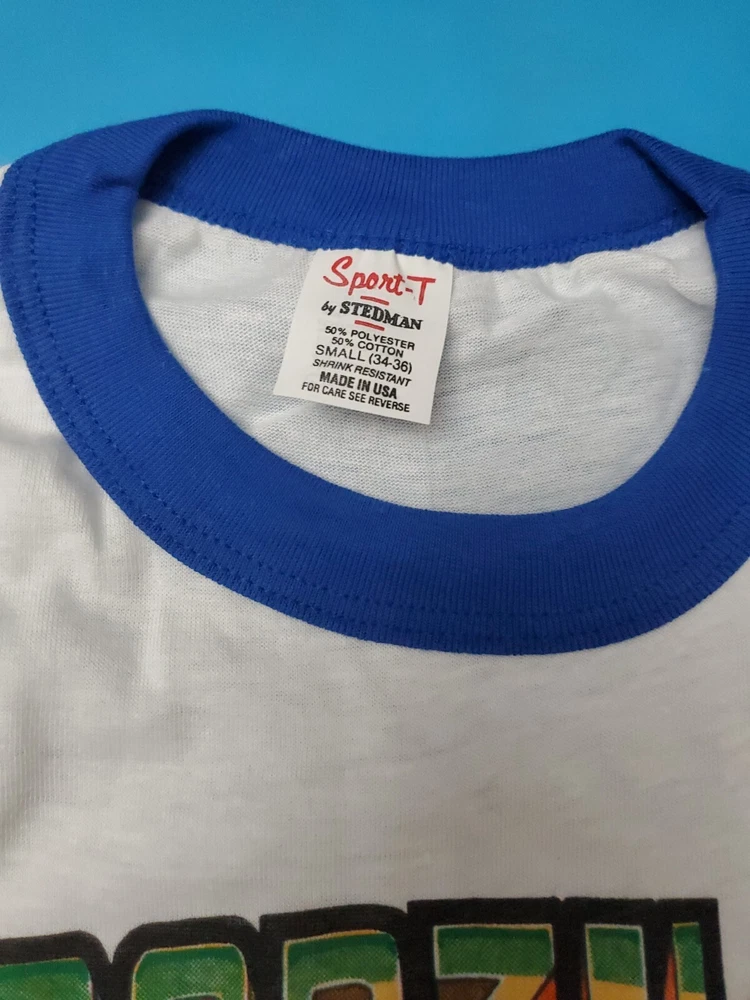 Sport-T
by STEDMAN
50% POLYESTER
50% COTTON
SMALL (34-36)
SHRINK RESISTANT
MADE IN USA
FOR CARE SEE REVERSE